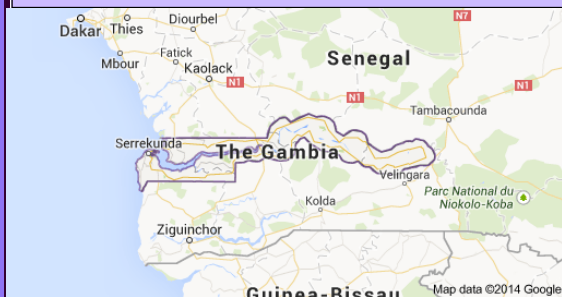 N7
Dakar
Thies
Diourbel
Mbour
Fatick
Kaolack
N1
Senegal
N1
N1
Tambacounda
Serrekunda
The Gambia
Velingara
Parc National du
Niokolo-Koba
Kolda
Ziguinchor
Guinea-Bissau
Map data ©2014 Google